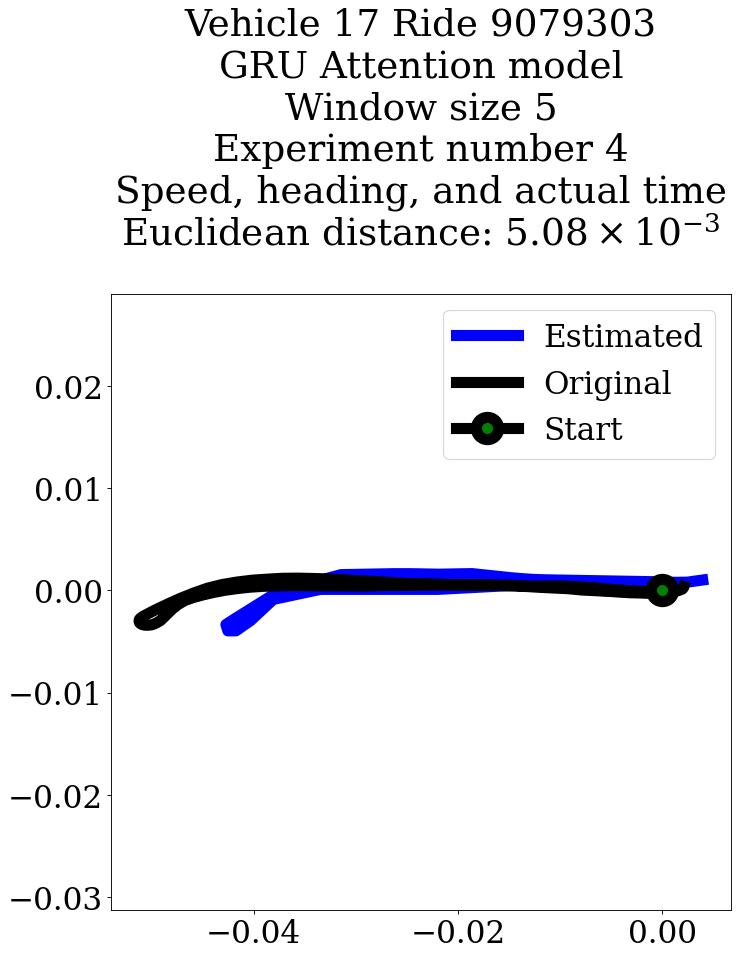 Vehicle 17 Ride 9079303
GRU Attention model
Window size 5
Experiment number 4
Speed, heading, and actual time
Euclidean distance: 5.08 × 10⁻³
Estimated
Original
Start
0.02
0.01
0.00
−0.01
−0.02
−0.03
−0.04
−0.02
0.00